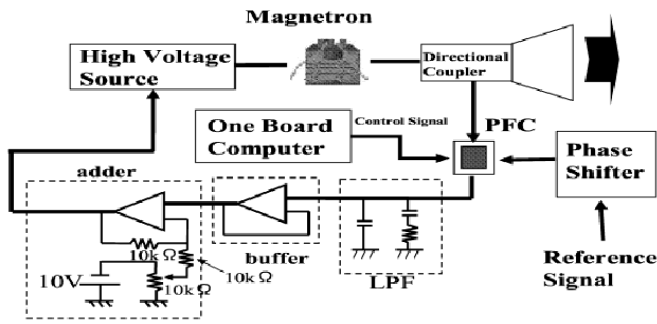 Magnetron
High Voltage
Source
Directional
Coupler
One Board
Computer
Control Signal
PFC
Phase
Shifter
adder
buffer
LPF
10kΩ
10kΩ
10V
10kΩ
Reference
Signal